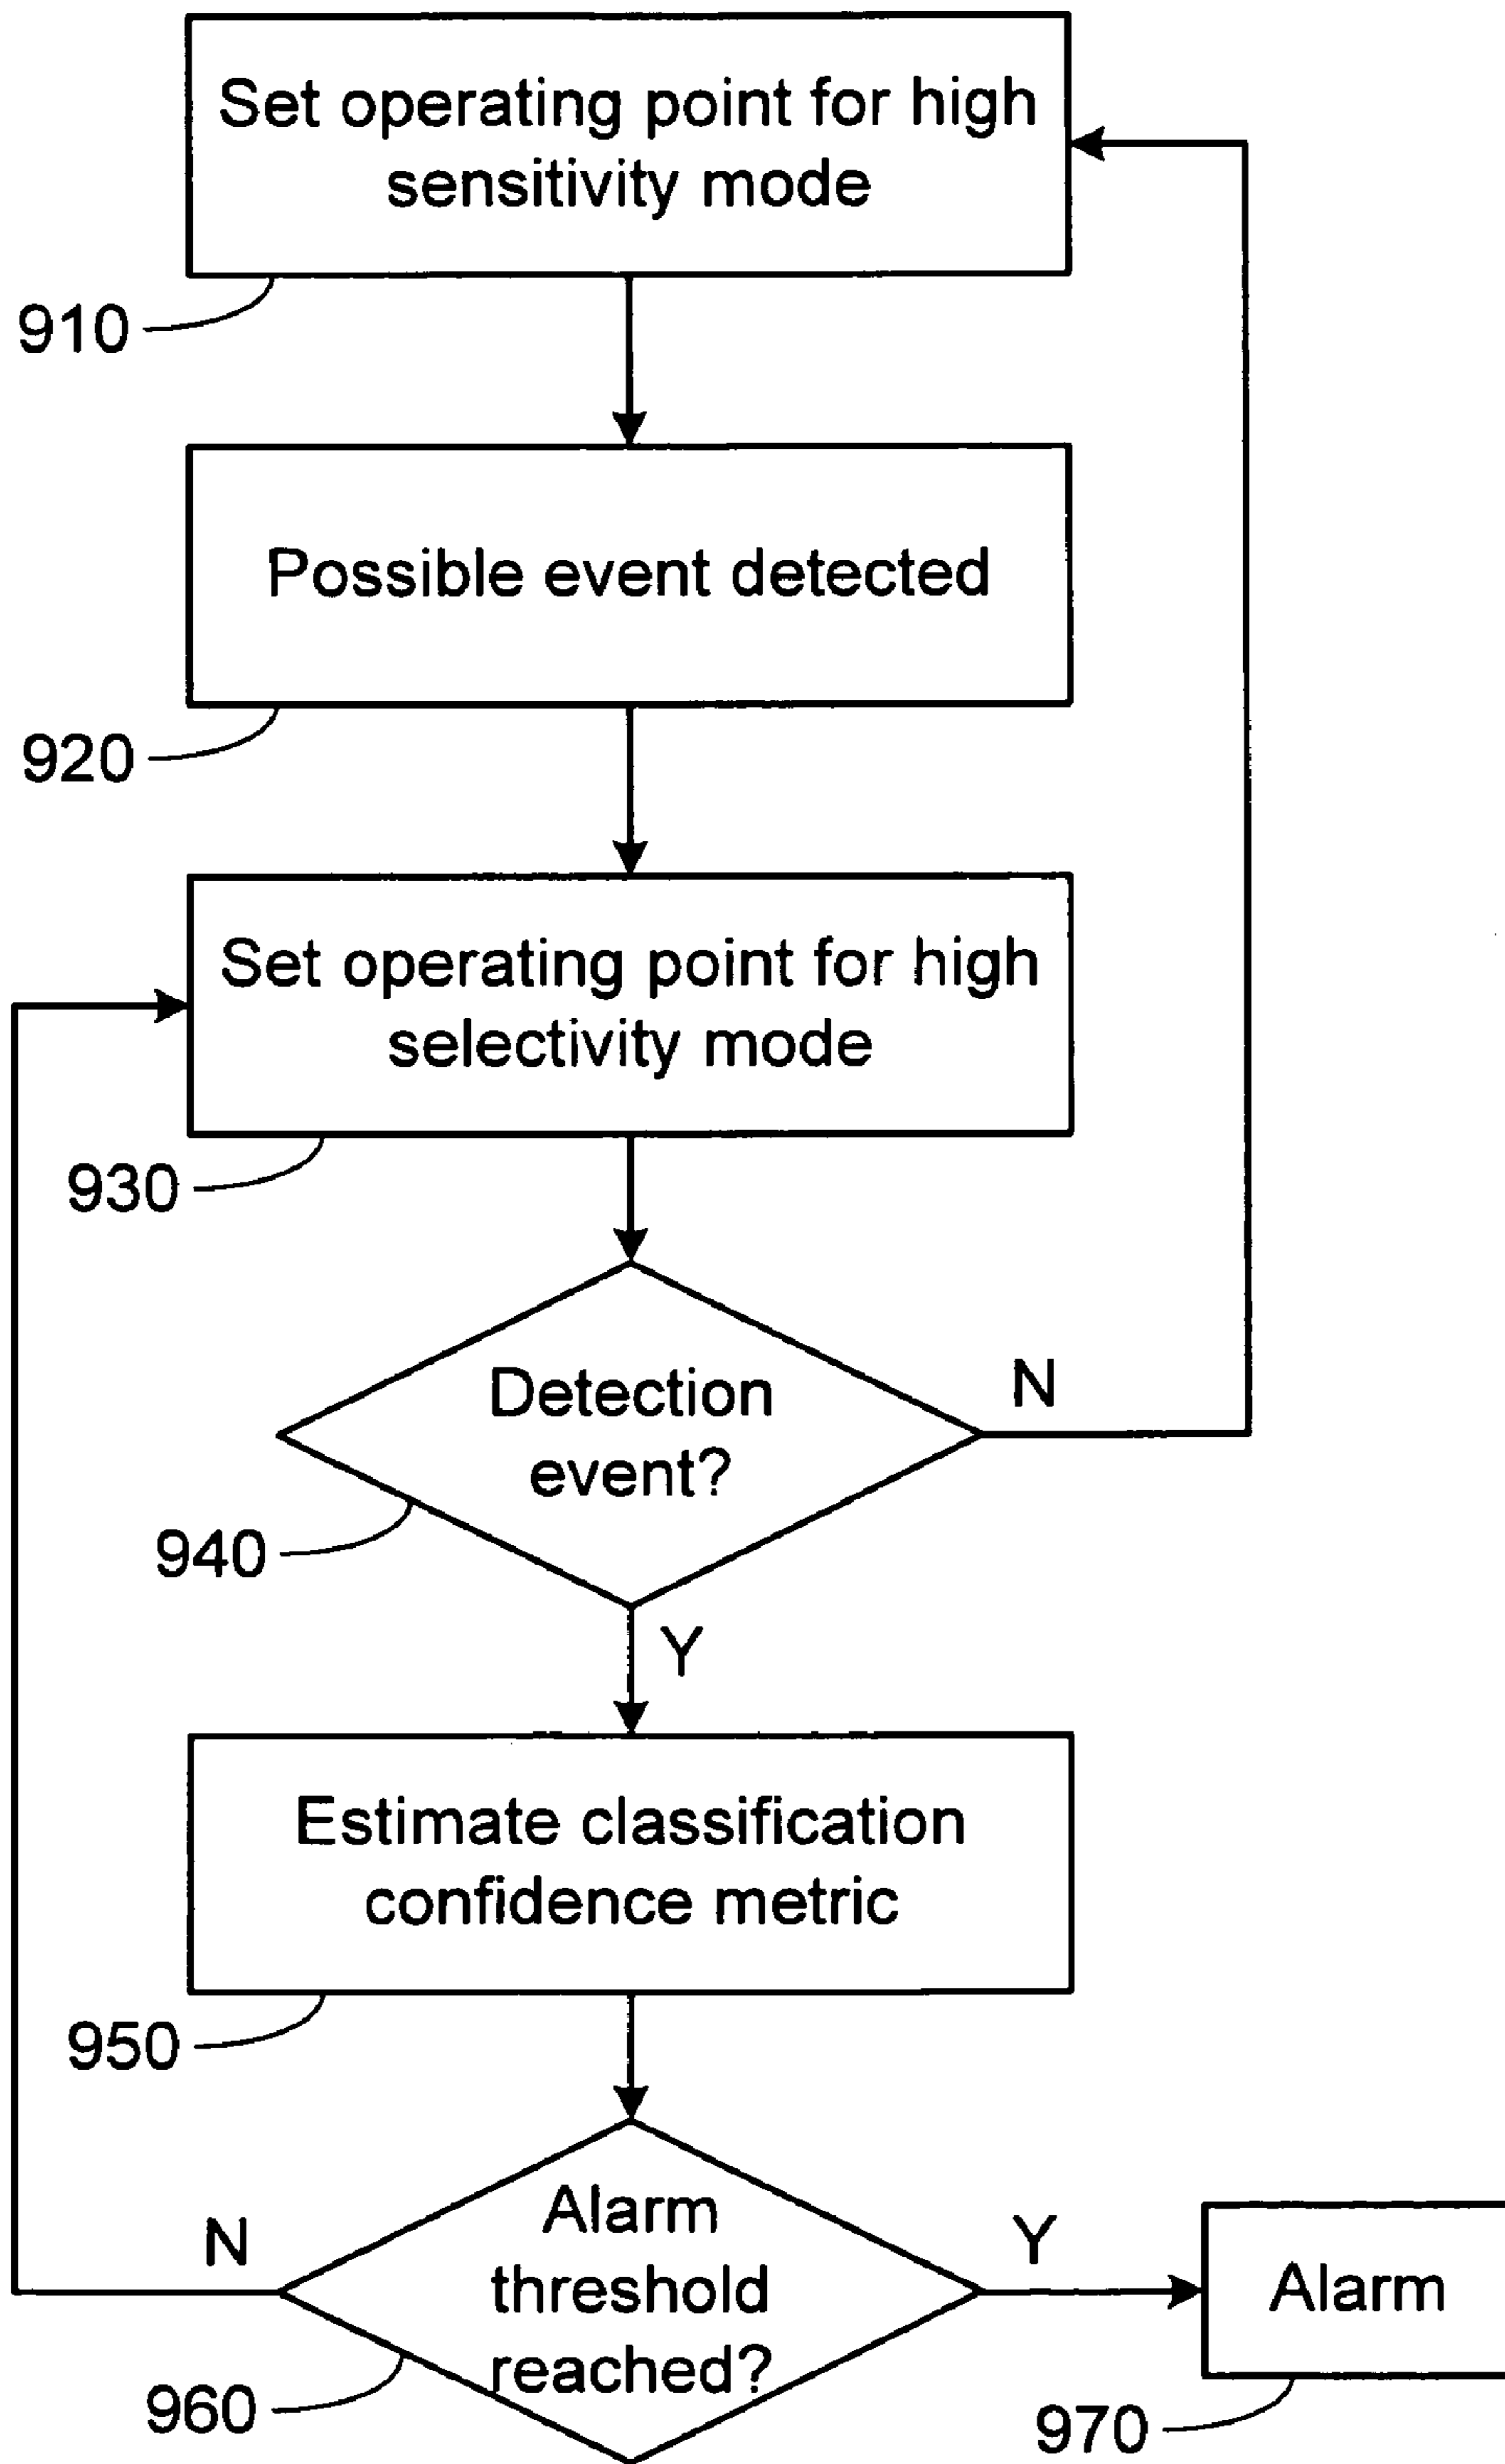 Set operating point for high
sensitivity mode
910
Possible event detected
920
Set operating point for high
selectivity mode
930
Detection
event?
N
940
Y
Estimate classification
confidence metric
950
Alarm
threshold
reached?
N
Y
Alarm
960
970